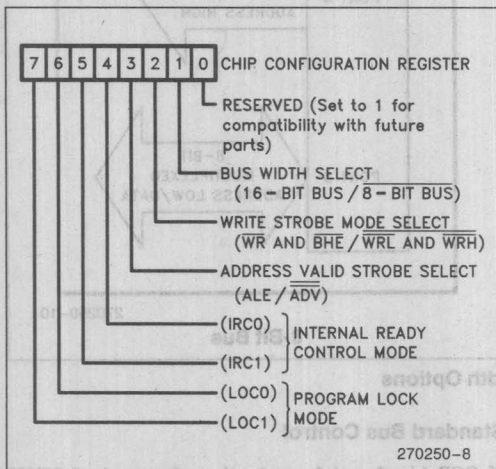 7 6 5 4 3 2 1 0 CHIP CONFIGURATION REGISTER
RESERVED (Set to 1 for
compatibility with future
parts)
BUS WIDTH SELECT
(16-BIT BUS / 8-BIT BUS)
WRITE STROBE MODE SELECT
(WR AND BHE / WRL AND WRH)
ADDRESS VALID STROBE SELECT
(ALE / ADV)
(IRC0)
(IRC1)
INTERNAL READY
CONTROL MODE
(LOC0)
(LOC1)
PROGRAM LOCK
MODE
270250-8